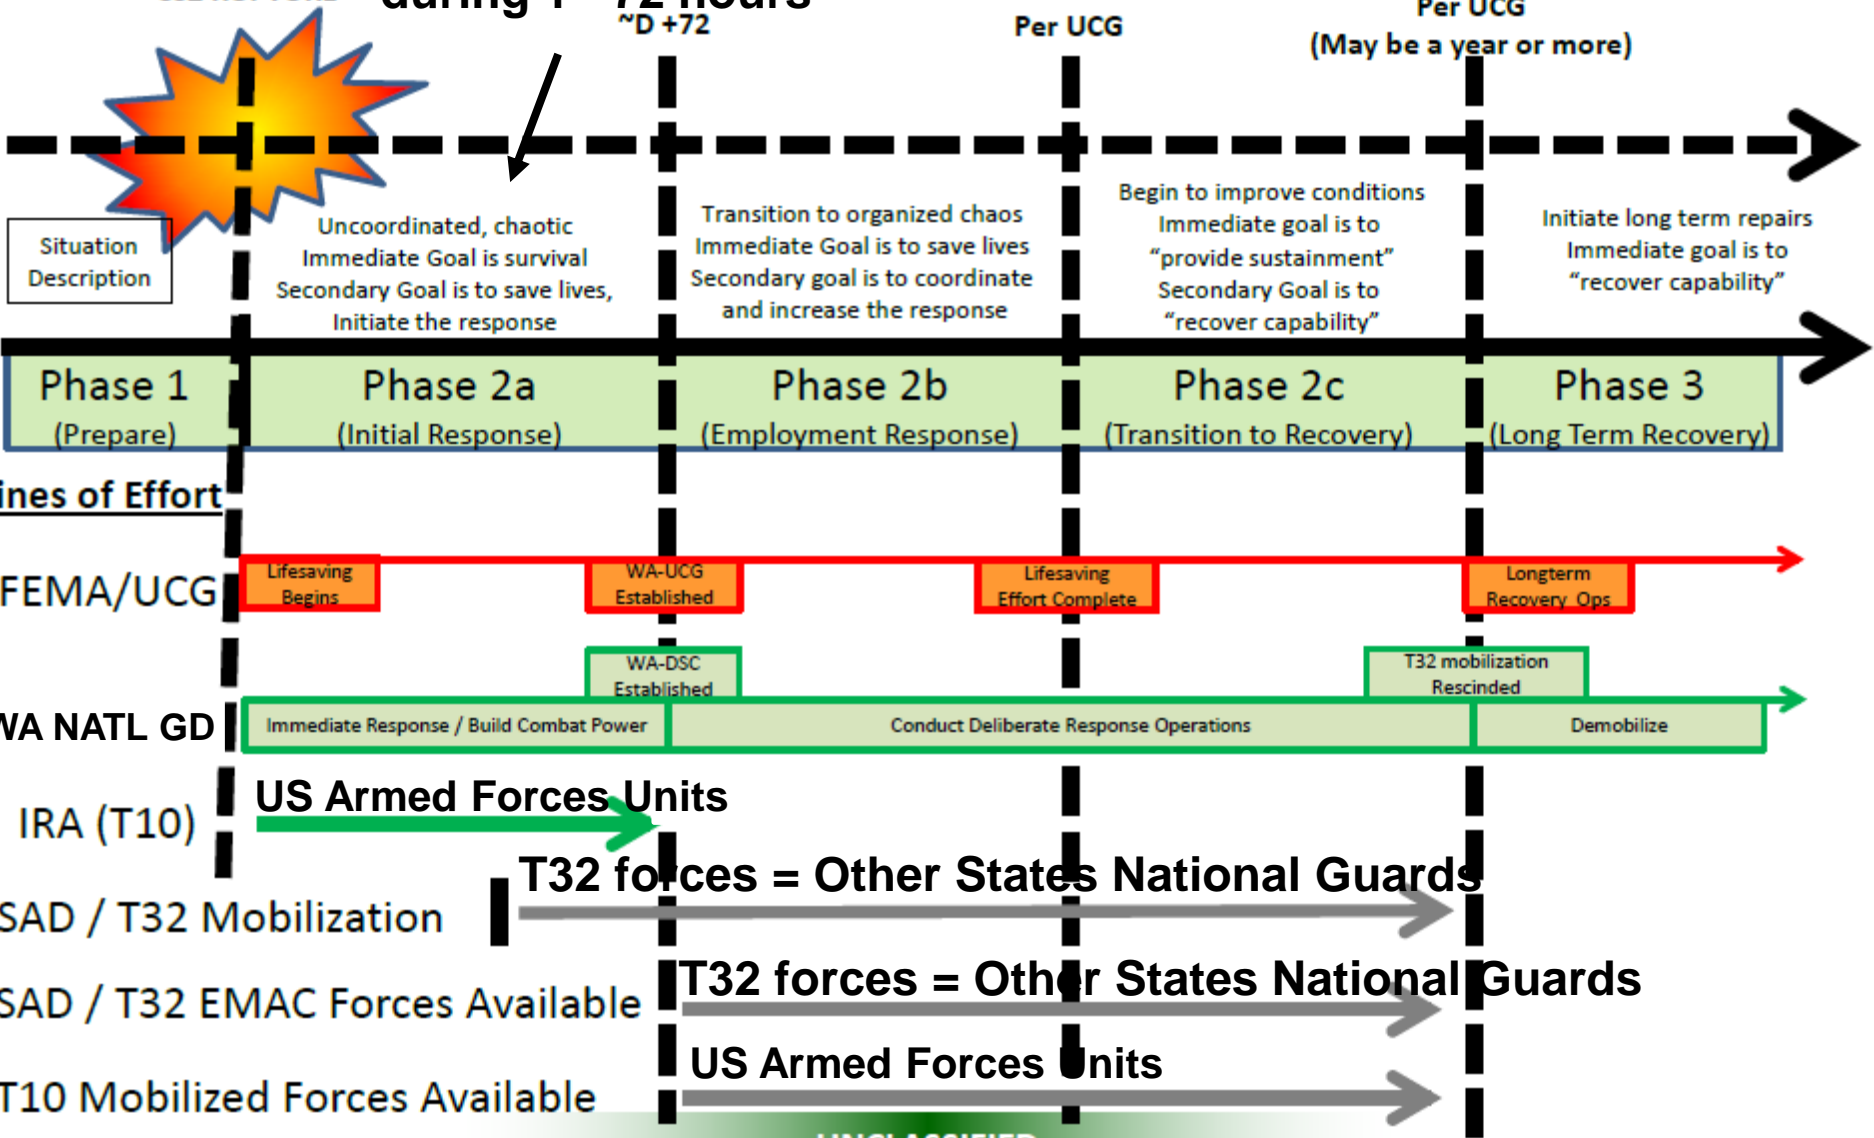 during 1 - 72 hours
~D +72
Per UCG
Per UCG
(May be a year or more)
Situation
Description
Uncoordinated, chaotic
Immediate Goal is survival
Secondary Goal is to save lives,
Initiate the response
Transition to organized chaos
Immediate Goal is to save lives
Secondary goal is to coordinate
and increase the response
Begin to improve conditions
Immediate goal is to
“provide sustainment”
Secondary Goal is to
“recover capability”
Initiate long term repairs
Immediate goal is to
“recover capability”
Phase 1
(Prepare)
Phase 2a
(Initial Response)
Phase 2b
(Employment Response)
Phase 2c
(Transition to Recovery)
Phase 3
(Long Term Recovery)
ines of Effort
FEMA/UCG
Lifesaving
Begins
WA-UCG
Established
Lifesaving
Effort Complete
Longterm
Recovery Ops
WA-DSC
Established
T32 mobilization
Rescinded
WA NATL GD
Immediate Response / Build Combat Power
Conduct Deliberate Response Operations
Demobilize
US Armed Forces Units
IRA (T10)
T32 forces = Other States National Guards
SAD / T32 Mobilization
T32 forces = Other States National Guards
SAD / T32 EMAC Forces Available
US Armed Forces Units
T10 Mobilized Forces Available
UNCLASSIFIED